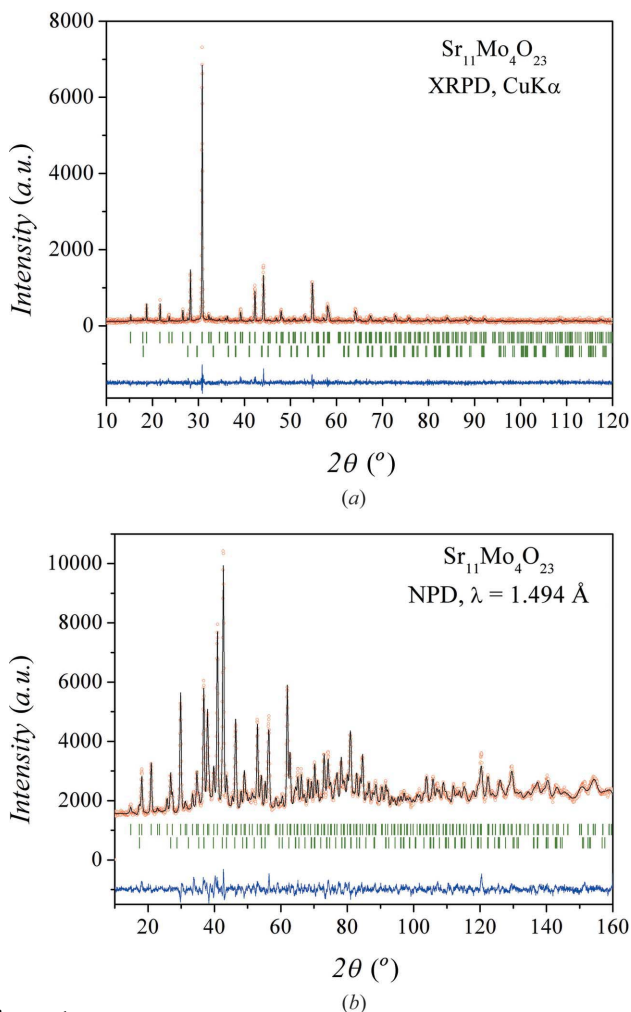 8000
6000
4000
2000
0
Intensity (a.u.)
Sr₁₁Mo₄O₂₃
XRPD, CuKα
10 20 30 40 50 60 70 80 90 100 110 120
2θ (º)
(a)
10000
8000
6000
4000
2000
0
Intensity (a.u.)
Sr₁₁Mo₄O₂₃
NPD, λ = 1.494 Å
20 40 60 80 100 120 140 160
2θ (º)
(b)